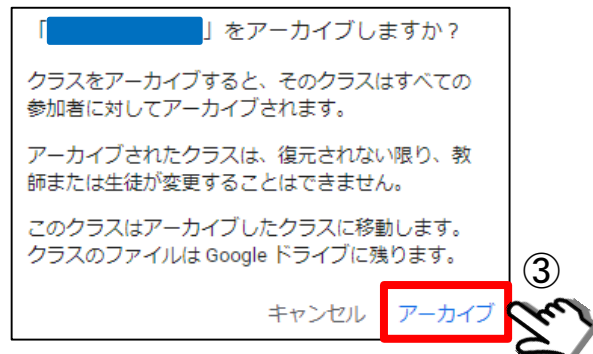 「 」をアーカイブしますか？
クラスをアーカイブすると、そのクラスはすべての
参加者に対してアーカイブされます。
アーカイブされたクラスは、復元されない限り、教
師または生徒が変更することはできません。
このクラスはアーカイブしたクラスに移動します。
クラスのファイルは Google ドライブに残ります。
③
キャンセル アーカイブ